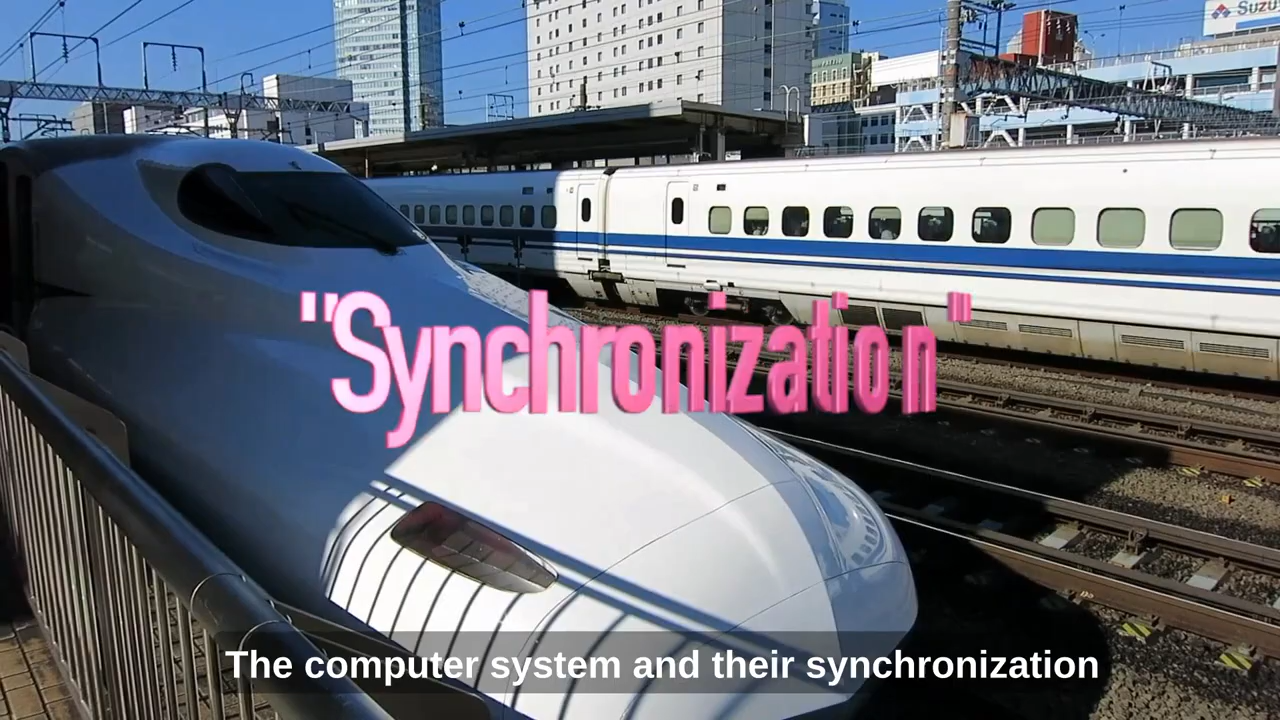 Suzu
"Synchronization"
The computer system and their synchronization